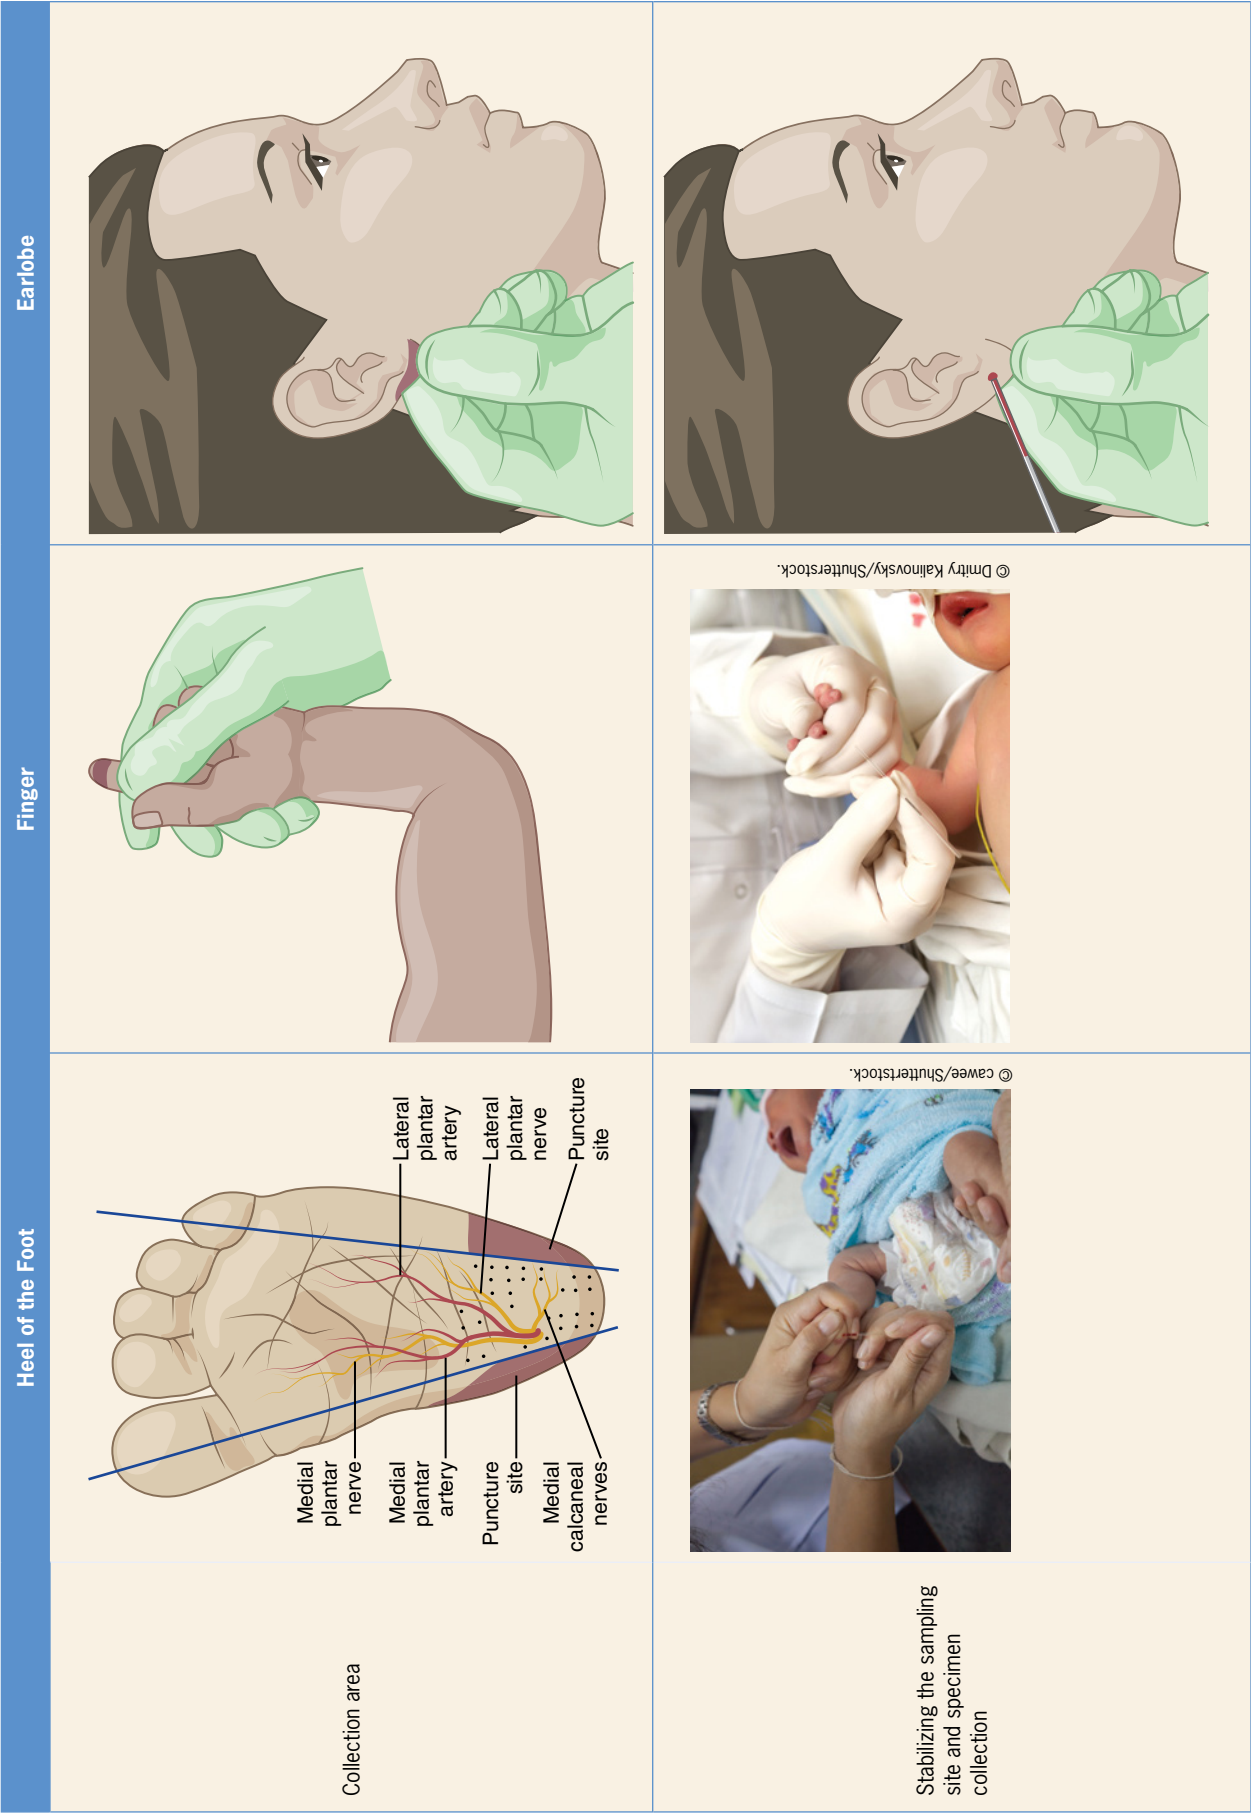 Heel of the Foot
Finger
Earlobe
Collection area
Medial
plantar
nerve
Medial
plantar
artery
Puncture
site
Medial
calcaneal
nerves
Lateral
plantar
artery
Lateral
plantar
nerve
Puncture
site
Stabilizing the sampling
site and specimen
collection
© cawee/Shuttertstock.
© Dmitry Kalinovsky/Shutterstock.